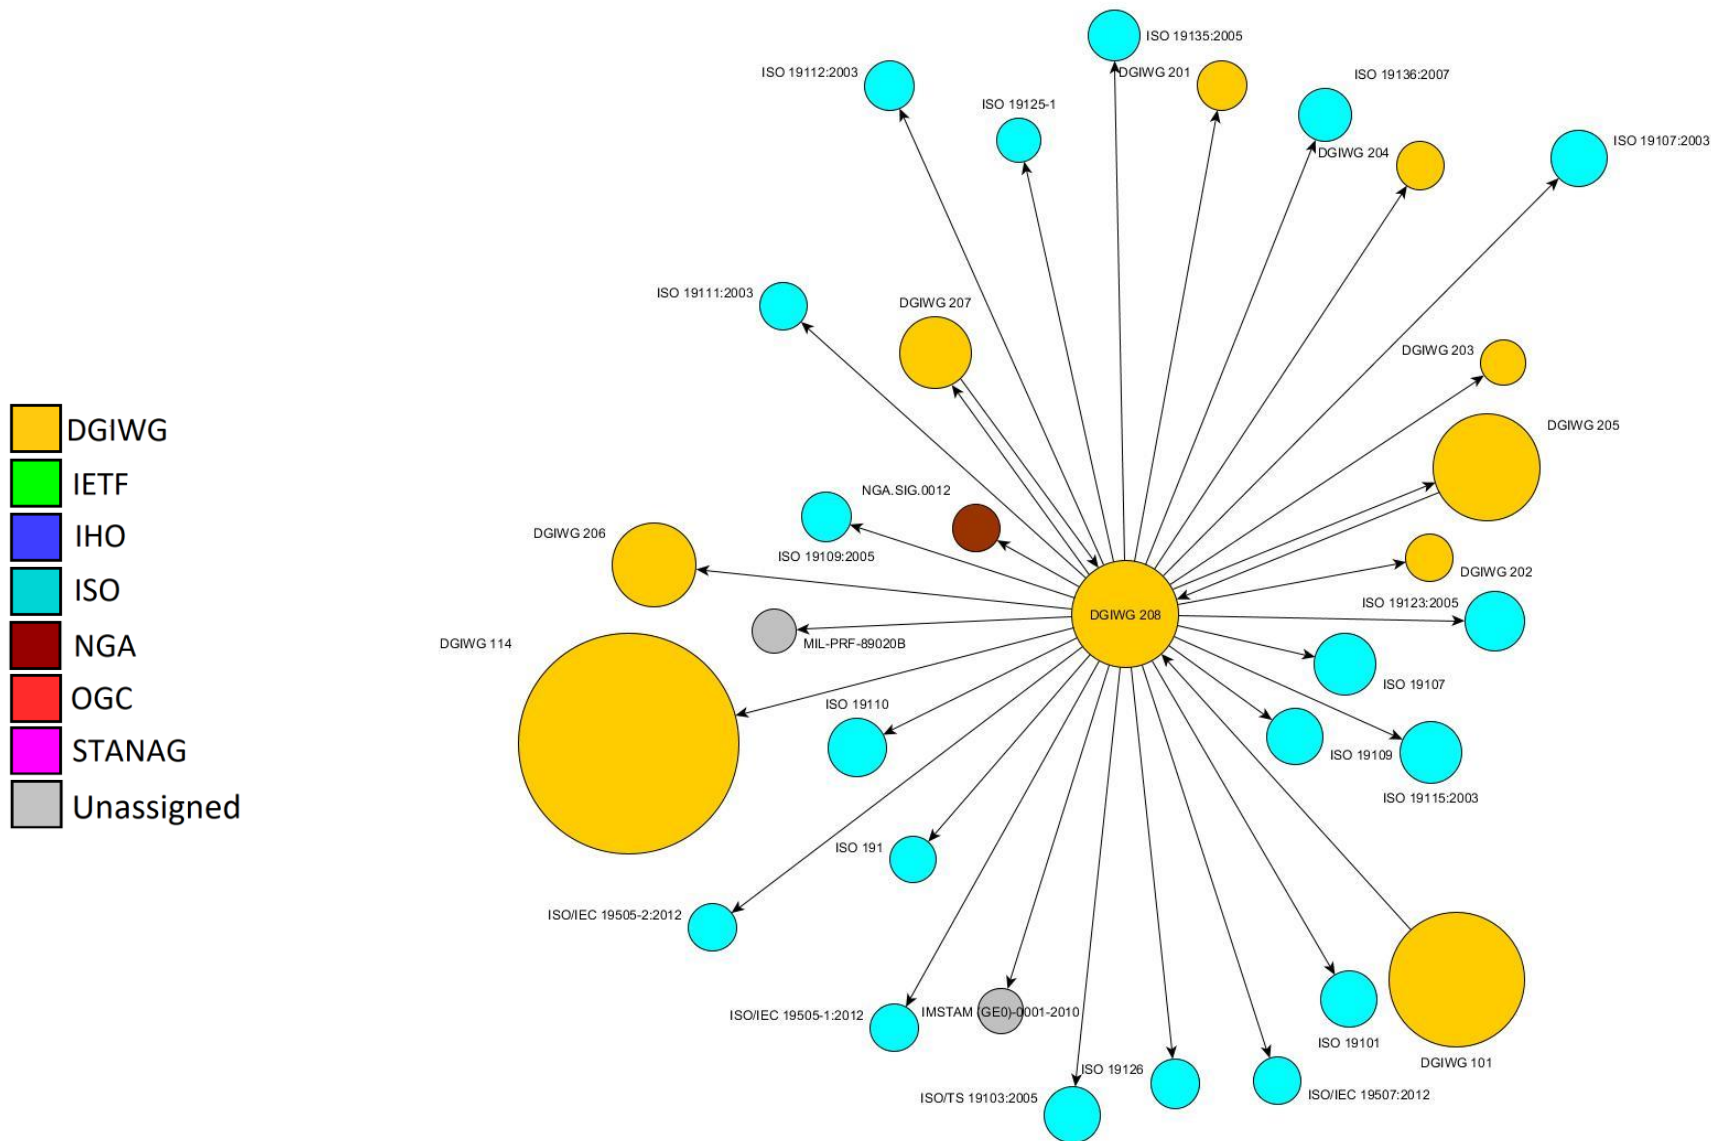 ISO 19135:2005
ISO 19112:2003
DGIWG 201
ISO 19136:2007
ISO 19125-1
ISO 19107:2003
DGIWG 204
ISO 19111:2003
DGIWG 207
DGIWG 203
DGIWG 205
DGIWG
IETF
IHO
ISO
NGA
OGC
STANAG
Unassigned
NGA.SIG.0012
DGIWG 206
ISO 19109:2005
DGIWG 202
ISO 19123:2005
DGIWG 208
DGIWG 114
MIL-PRF-89020B
ISO 19107
ISO 19110
ISO 19109
ISO 19115:2003
ISO 191
ISO/IEC 19505-2:2012
ISO/IEC 19505-1:2012
IMSTAM (GE0)-0001-2010
ISO 19101
DGIWG 101
ISO 19126
ISO/TS 19103:2005
ISO/IEC 19507:2012